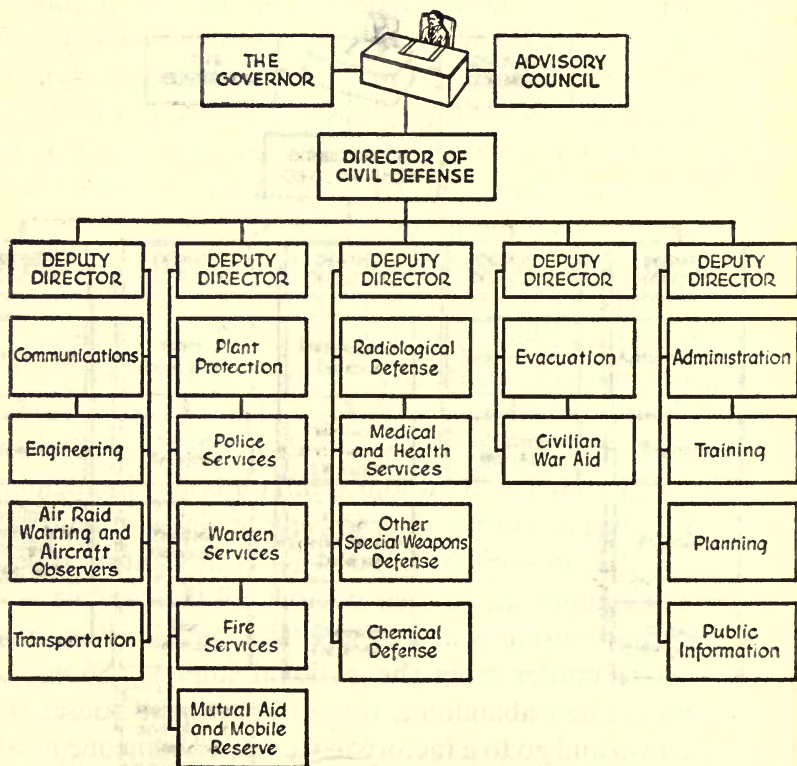 THE
GOVERNOR
ADVISORY
COUNCIL
DIRECTOR OF
CIVIL DEFENSE
DEPUTY
DIRECTOR
DEPUTY
DIRECTOR
DEPUTY
DIRECTOR
DEPUTY
DIRECTOR
DEPUTY
DIRECTOR
Communications
Plant
Protection
Radiological
Defense
Evacuation
Administration
Engineering
Police
Services
Medical
and Health
Services
Civilian
War Aid
Training
Air Raid
Warning and
Aircraft
Observers
Warden
Services
Other
Special Weapons
Defense
Planning
Transportation
Fire
Services
Chemical
Defense
Public
Information
Mutual Aid
and Mobile
Reserve